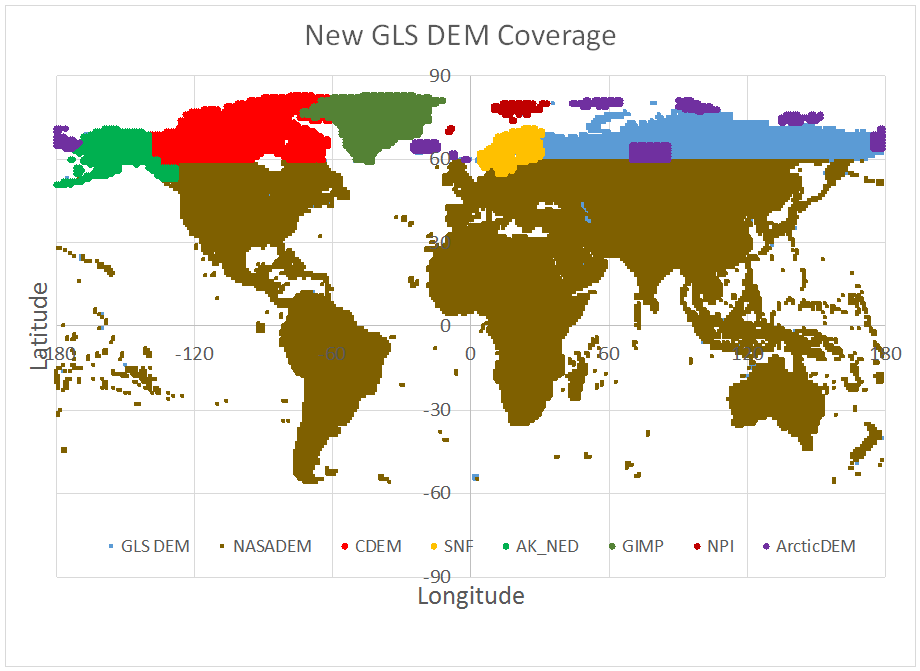 New GLS DEM Coverage
90
60
30
0
-30
-60
-90
-180 -120 -60 0 60 120 180
Latitude
GLS DEM NASADEM CDEM SNF AK_NED GIMP NPI ArcticDEM
Longitude